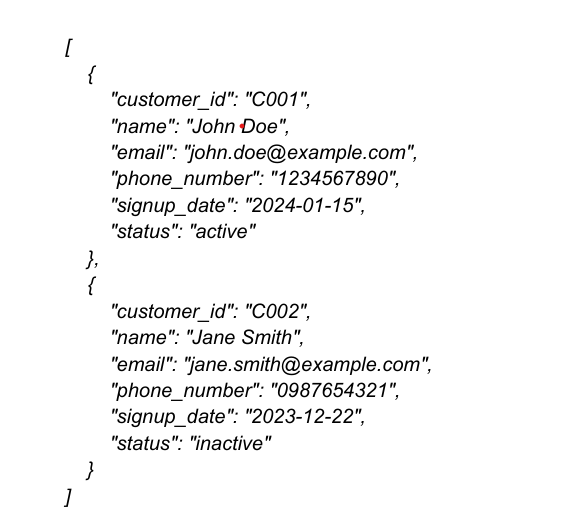 [
{
"customer_id": "C001",
"name": "John Doe",
"email": "john.doe@example.com",
"phone_number": "1234567890",
"signup_date": "2024-01-15",
"status": "active"
},
{
"customer_id": "C002",
"name": "Jane Smith",
"email": "jane.smith@example.com",
"phone_number": "0987654321",
"signup_date": "2023-12-22",
"status": "inactive"
}
]